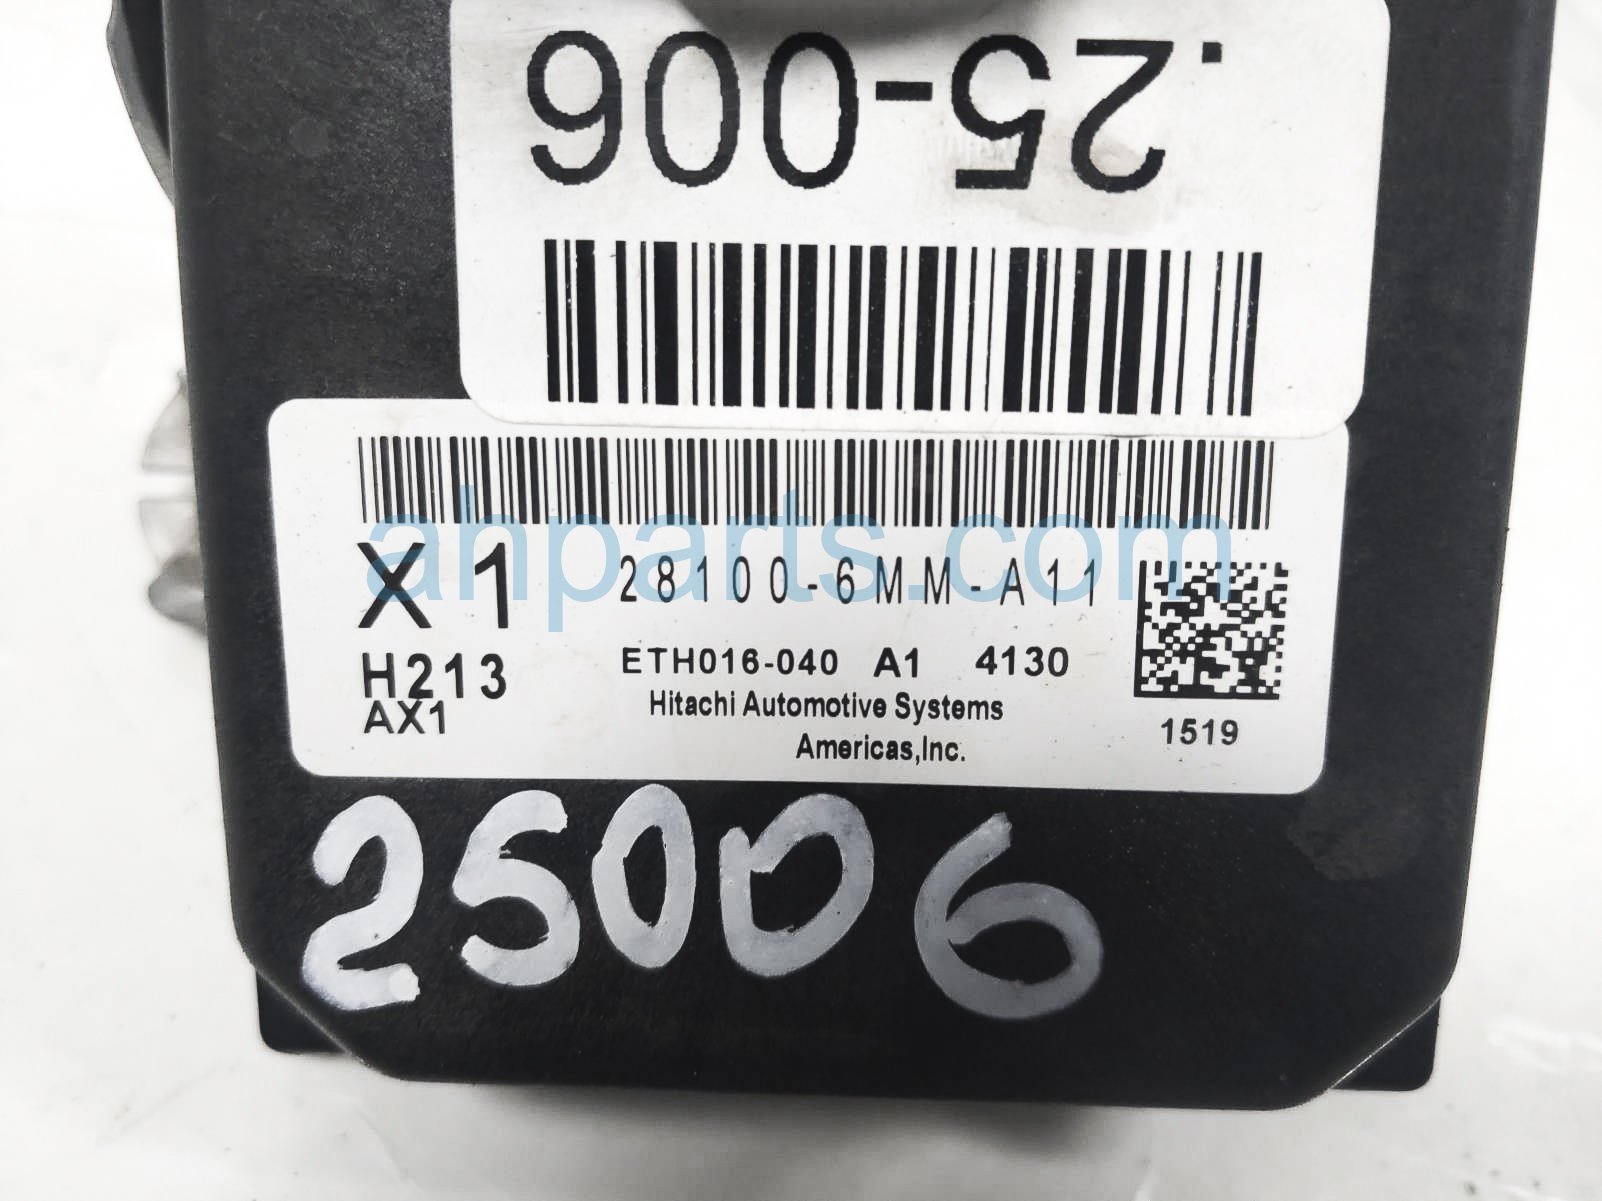 .25-006
X1 28100-6MM-A11
H213 ETH016-040 A1 4130
AX1 Hitachi Automotive Systems
Americas,Inc.
1519
25006
ahparts.com